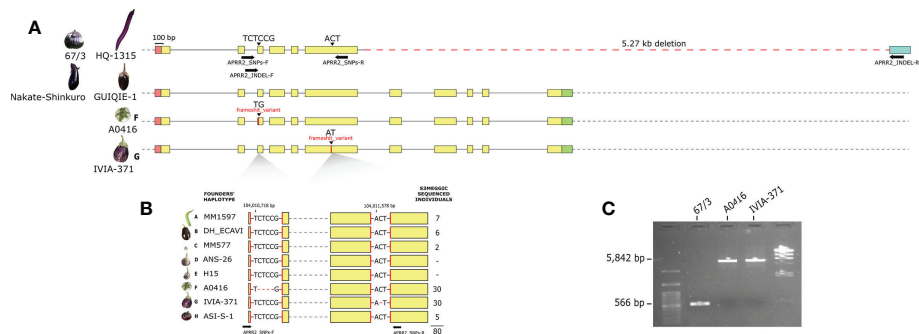 A
100 bp
TCTCCG
ACT
5.27 kb deletion
67/3
HQ-1315
APRR2_SNPs-F
APRR2_INDEL-F
APRR2_SNPs-R
APRR2_INDEL-R
Nakate-Shinkuro
GUIQIE-1
TG
frameshit_variant
F
A0416
AT
frameshit_variant
G
IVIA-371
B
FOUNDERS'
HAPLOTYPE
104,010,718 bp
104,011,378 bp
S3MEGGIC
SEQUENCED
INDIVIDUALS
A MM1597 -TCTCCG -ACT- 7
B DH_ECAVI -TCTCCG -ACT- 6
C MM577 -TCTCCG -ACT- 2
D ANS-26 -TCTCCG -ACT- -
E H15 -TCTCCG -ACT- -
F A0416 -T----G -ACT- 30
G IVIA-371 -TCTCCG A-T- 30
H ASI-S-1 -TCTCCG -ACT- 5
APRR2_SNPs-F
APRR2_SNPs-R
80
C
67/3
A0416
IVIA-371
5,842 bp
566 bp